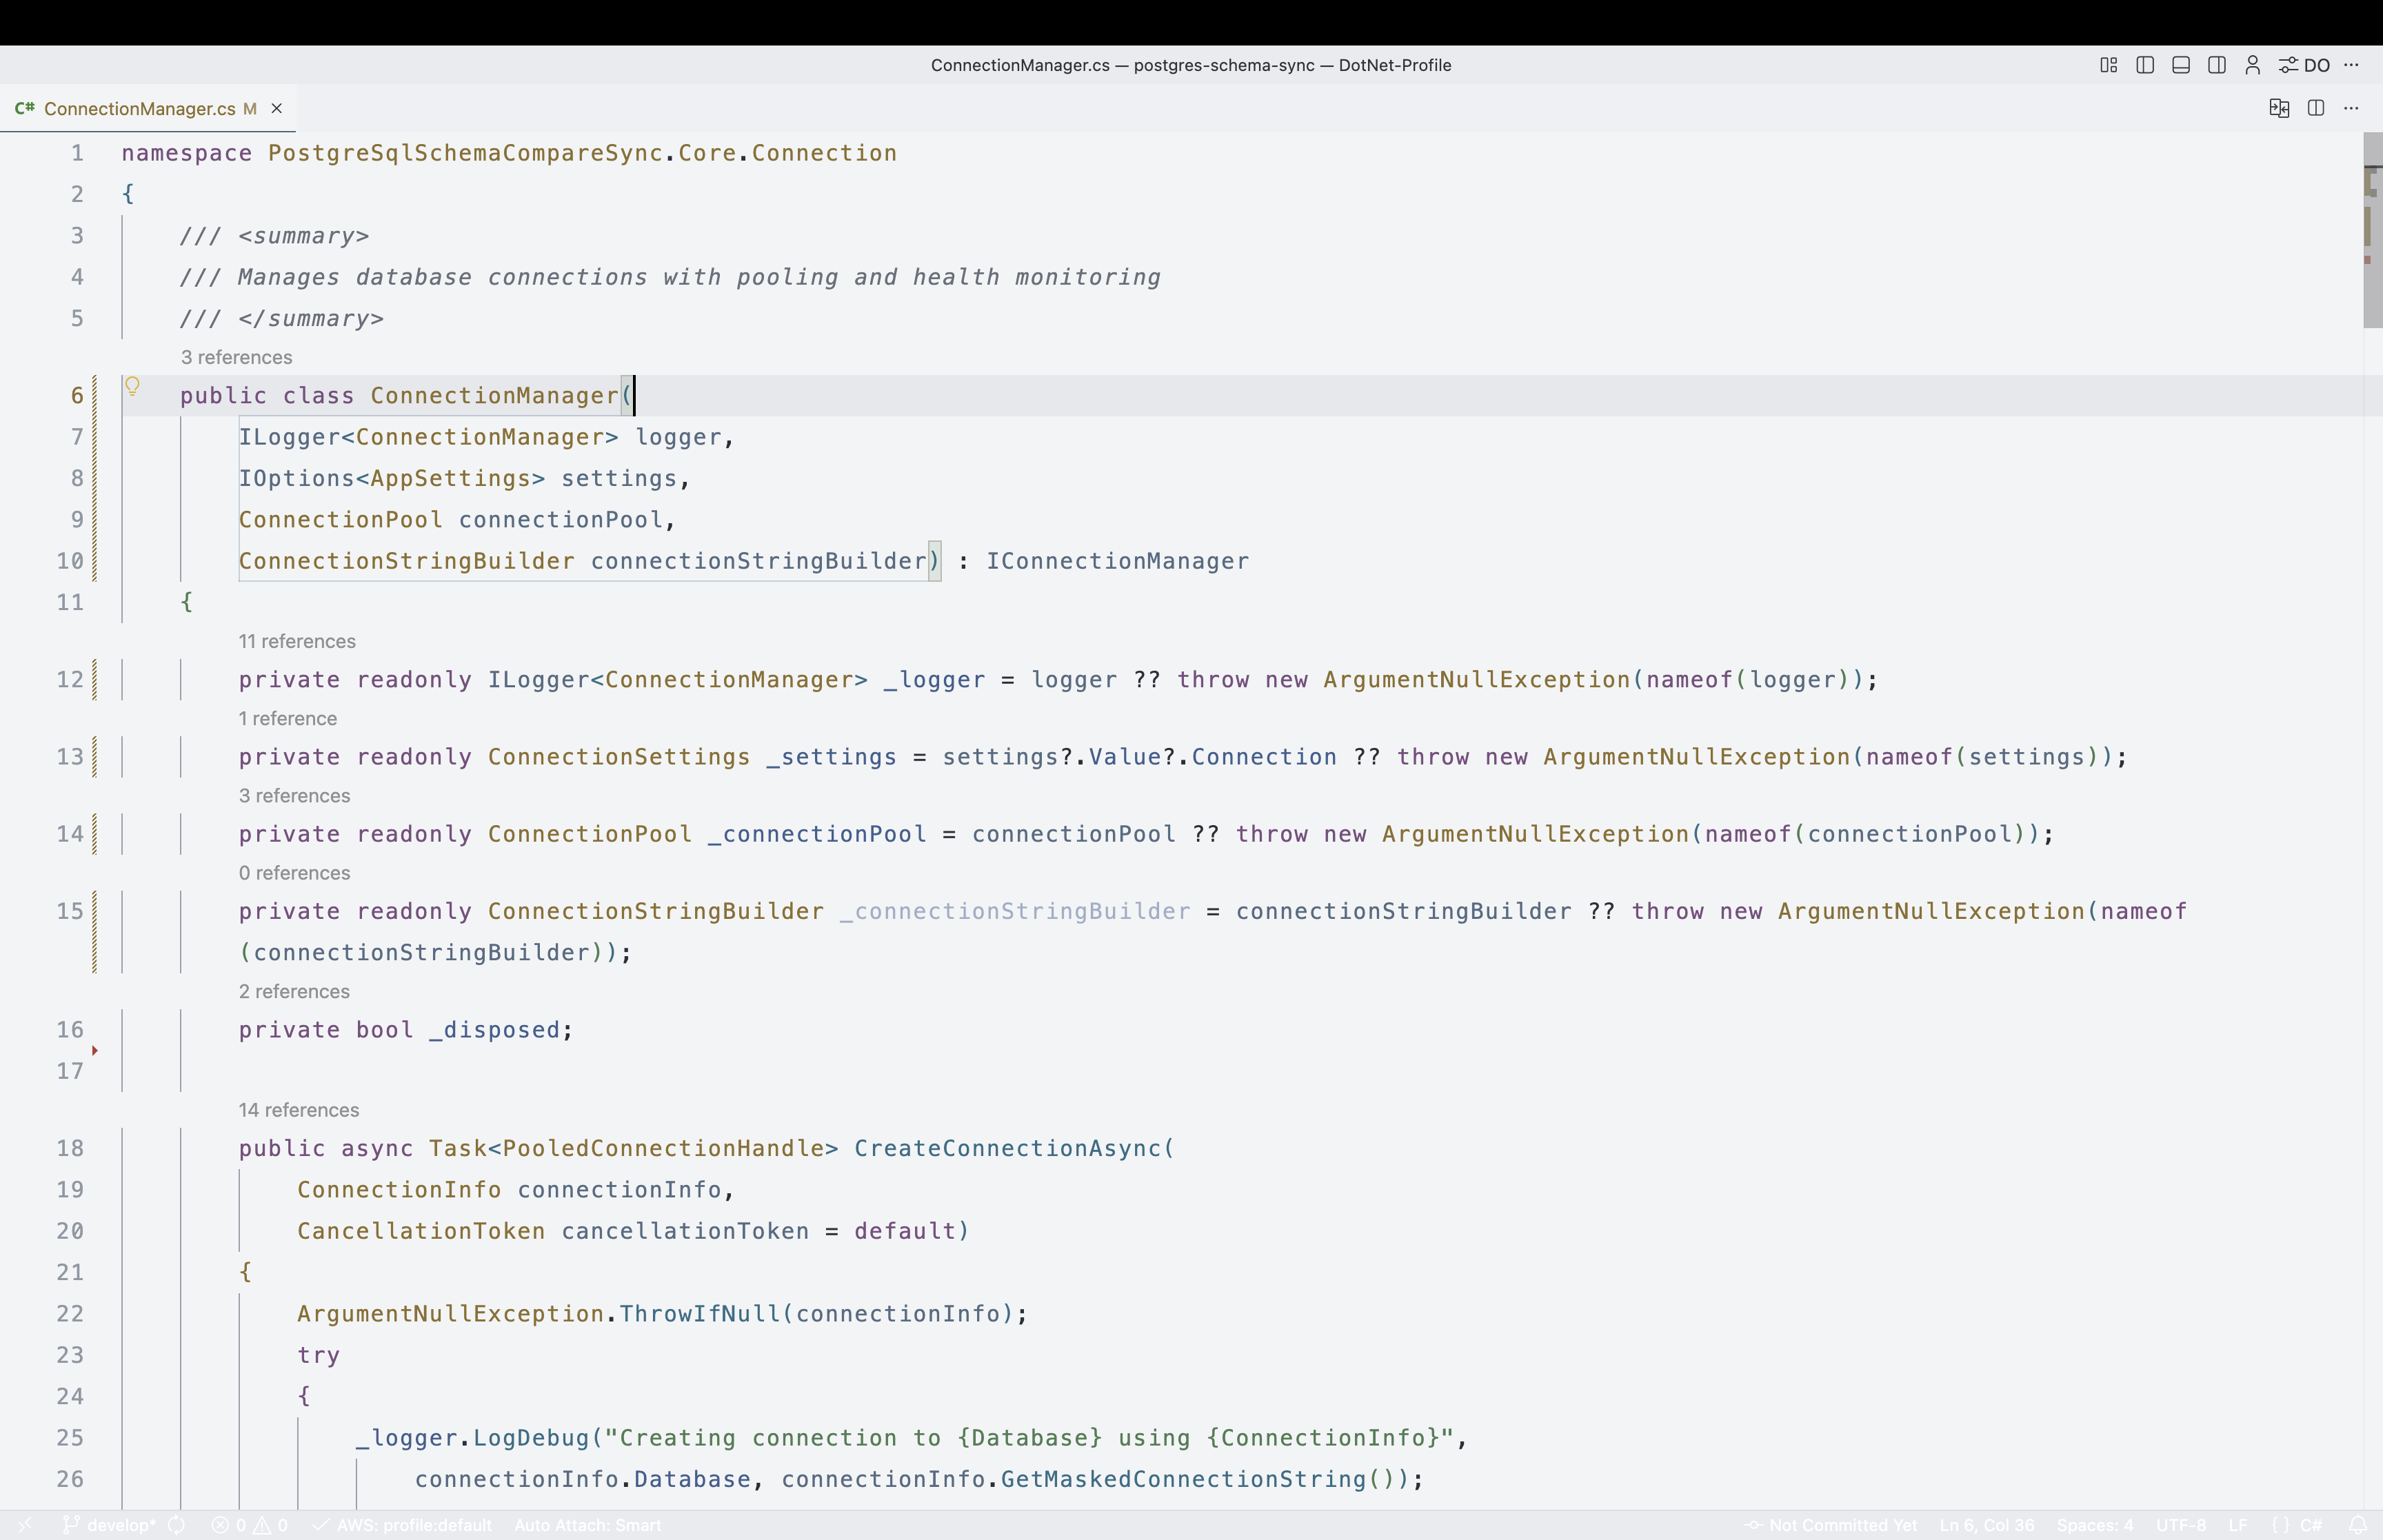 ConnectionManager.cs — postgres-schema-sync — DotNet-Profile
DO
C# ConnectionManager.cs M
1 namespace PostgreSqlSchemaCompareSync.Core.Connection
2 {
3 /// <summary>
4 /// Manages database connections with pooling and health monitoring
5 /// </summary>
3 references
6 public class ConnectionManager(
7 ILogger<ConnectionManager> logger,
8 IOptions<AppSettings> settings,
9 ConnectionPool connectionPool,
10 ConnectionStringBuilder connectionStringBuilder) : IConnectionManager
11 {
11 references
12 private readonly ILogger<ConnectionManager> _logger = logger ?? throw new ArgumentNullException(nameof(logger));
1 reference
13 private readonly ConnectionSettings _settings = settings?.Value?.Connection ?? throw new ArgumentNullException(nameof(settings));
3 references
14 private readonly ConnectionPool _connectionPool = connectionPool ?? throw new ArgumentNullException(nameof(connectionPool));
0 references
15 private readonly ConnectionStringBuilder _connectionStringBuilder = connectionStringBuilder ?? throw new ArgumentNullException(nameof
(connectionStringBuilder));
2 references
16 private bool _disposed;
17
14 references
18 public async Task<PooledConnectionHandle> CreateConnectionAsync(
19 ConnectionInfo connectionInfo,
20 CancellationToken cancellationToken = default)
21 {
22 ArgumentNullException.ThrowIfNull(connectionInfo);
23 try
24 {
25 _logger.LogDebug("Creating connection to {Database} using {ConnectionInfo}",
26 connectionInfo.Database, connectionInfo.GetMaskedConnectionString());
develop* 0 0 AWS: profile:default Auto Attach: Smart Not Committed Yet Ln 6, Col 36 Spaces: 4 UTF-8 LF {} C#